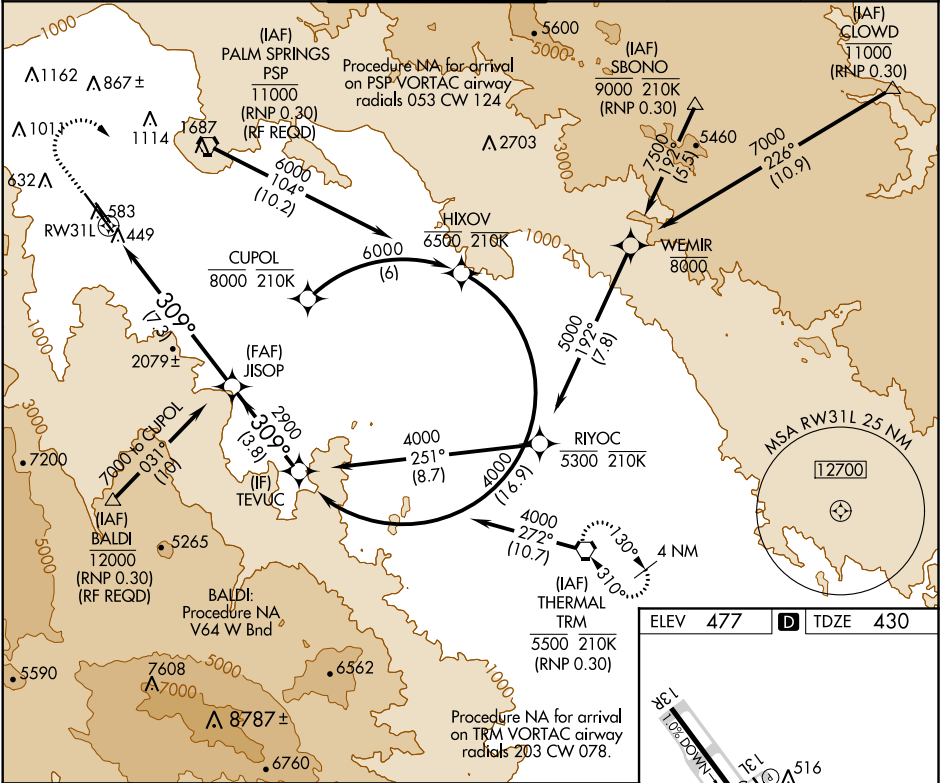 5600
5000
(IAF)
CLOWD
11000
(RNP 0.30)
(IAF)
PALM SPRINGS
PSP
11000
(RNP 0.30)
(RF REQD)
Procedure NA for arrival
on PSP VORTAC airway
radials 053 CW 124
(IAF)
SBONO
9000 210K
(RNP 0.30)
1162
867 ±
1011
1114
1687
2703
5460
3000
1000
632
583
449
RW31L
6000
104°
(10.2)
7500
192°
(5.5)
7000
226°
(10.9)
HIXOV
6500 210K
1000
WEMIR
8000
CUPOL
8000 210K
6000
(6)
309°
(7.3)
5000
192°
(7.8)
1000
2079 ±
(FAF)
JISOP
2900
309°
(3.8)
3000
7000 to CUPOL
031°
(10)
4000
251°
(8.7)
RIYOC
5300 210K
4000
(16.9)
MSA RW31L 25 NM
12700
7200
(IF)
TEVUC
(IAF)
BALDI
12000
(RNP 0.30)
(RF REQD)
5000
5265
4000
272°
(10.7)
130°
310°
4 NM
(IAF)
THERMAL
TRM
5500 210K
(RNP 0.30)
BALDI:
Procedure NA
V64 W Bnd
ELEV 477 D TDZE 430
5590
7608
7000
5000
6562
1000
8787 ±
6760
Procedure NA for arrival
on TRM VORTAC airway
radials 203 CW 078.
13R
1.0% DOWN
13L
516